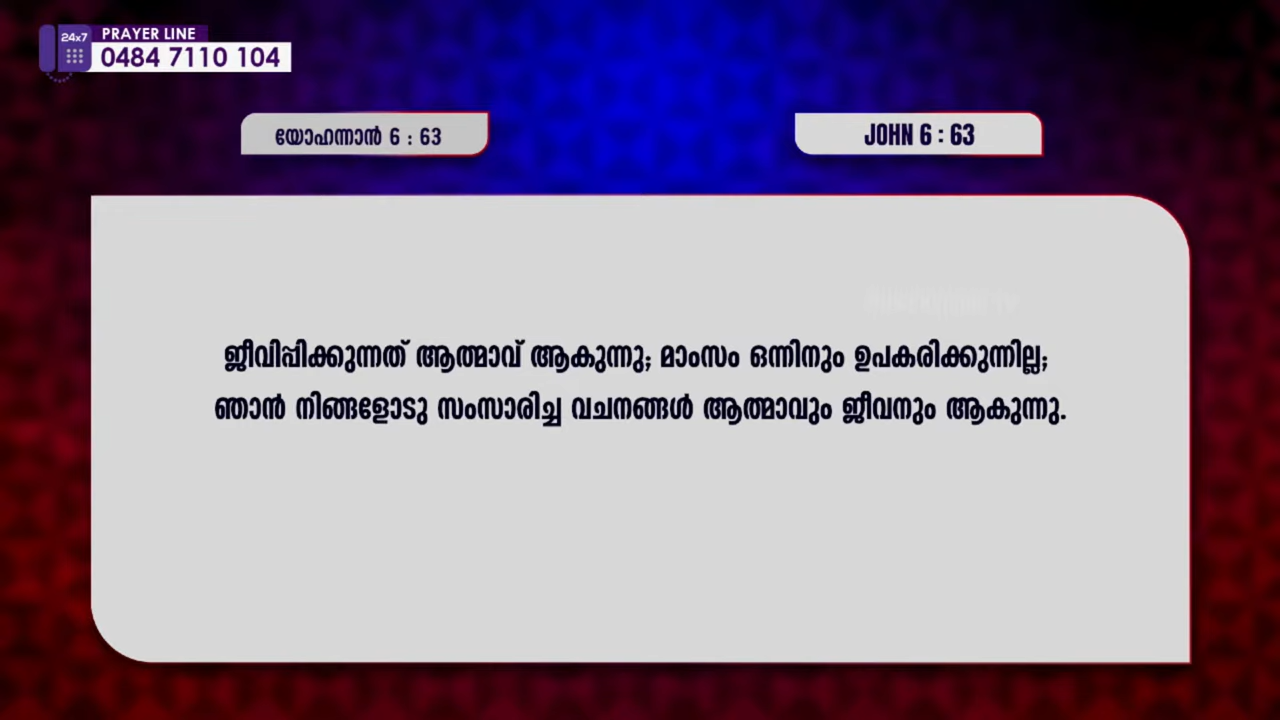 24x7 PRAYER LINE
0484 7110 104
യോഹന്നാൻ 6 : 63
JOHN 6 : 63
ജീവിപ്പിക്കുന്നത് ആത്മാവ് ആകുന്നു; മാംസം ഒന്നിനും ഉപകരിക്കുന്നില്ല;
ഞാൻ നിങ്ങളോടു സംസാരിച്ച വചനങ്ങൾ ആത്മാവും ജീവനും ആകുന്നു.